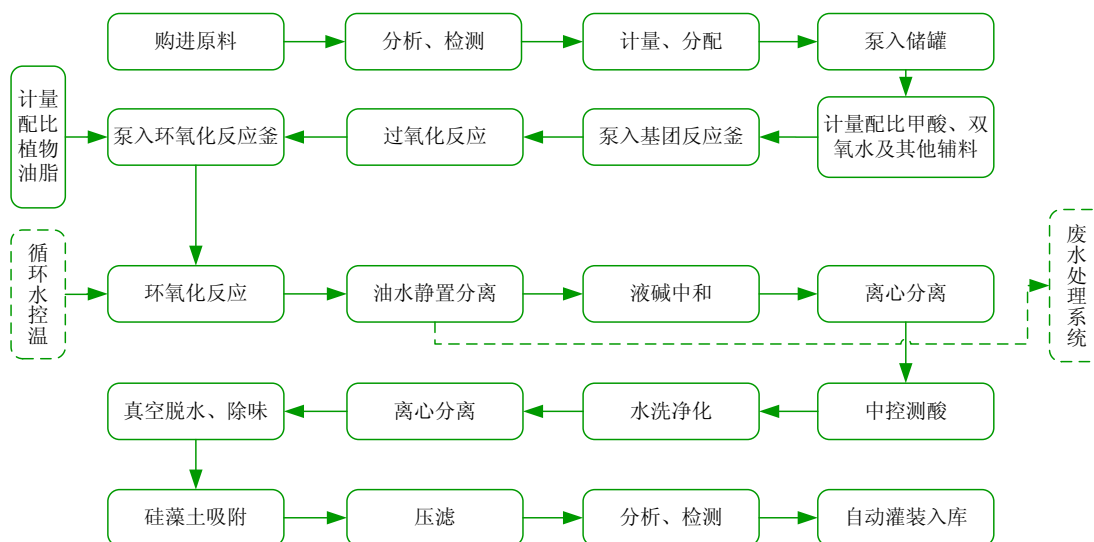 购进原料
分析、检测
计量、分配
泵入储罐
计量
配比
植物
油脂
泵入环氧化反应釜
过氧化反应
泵入基团反应釜
计量配比甲酸、双
氧水及其他辅料
循环水控温
环氧化反应
油水静置分离
液碱中和
离心分离
废水处理系统
真空脱水、除味
离心分离
水洗净化
中控测酸
硅藻土吸附
压滤
分析、检测
自动灌装入库